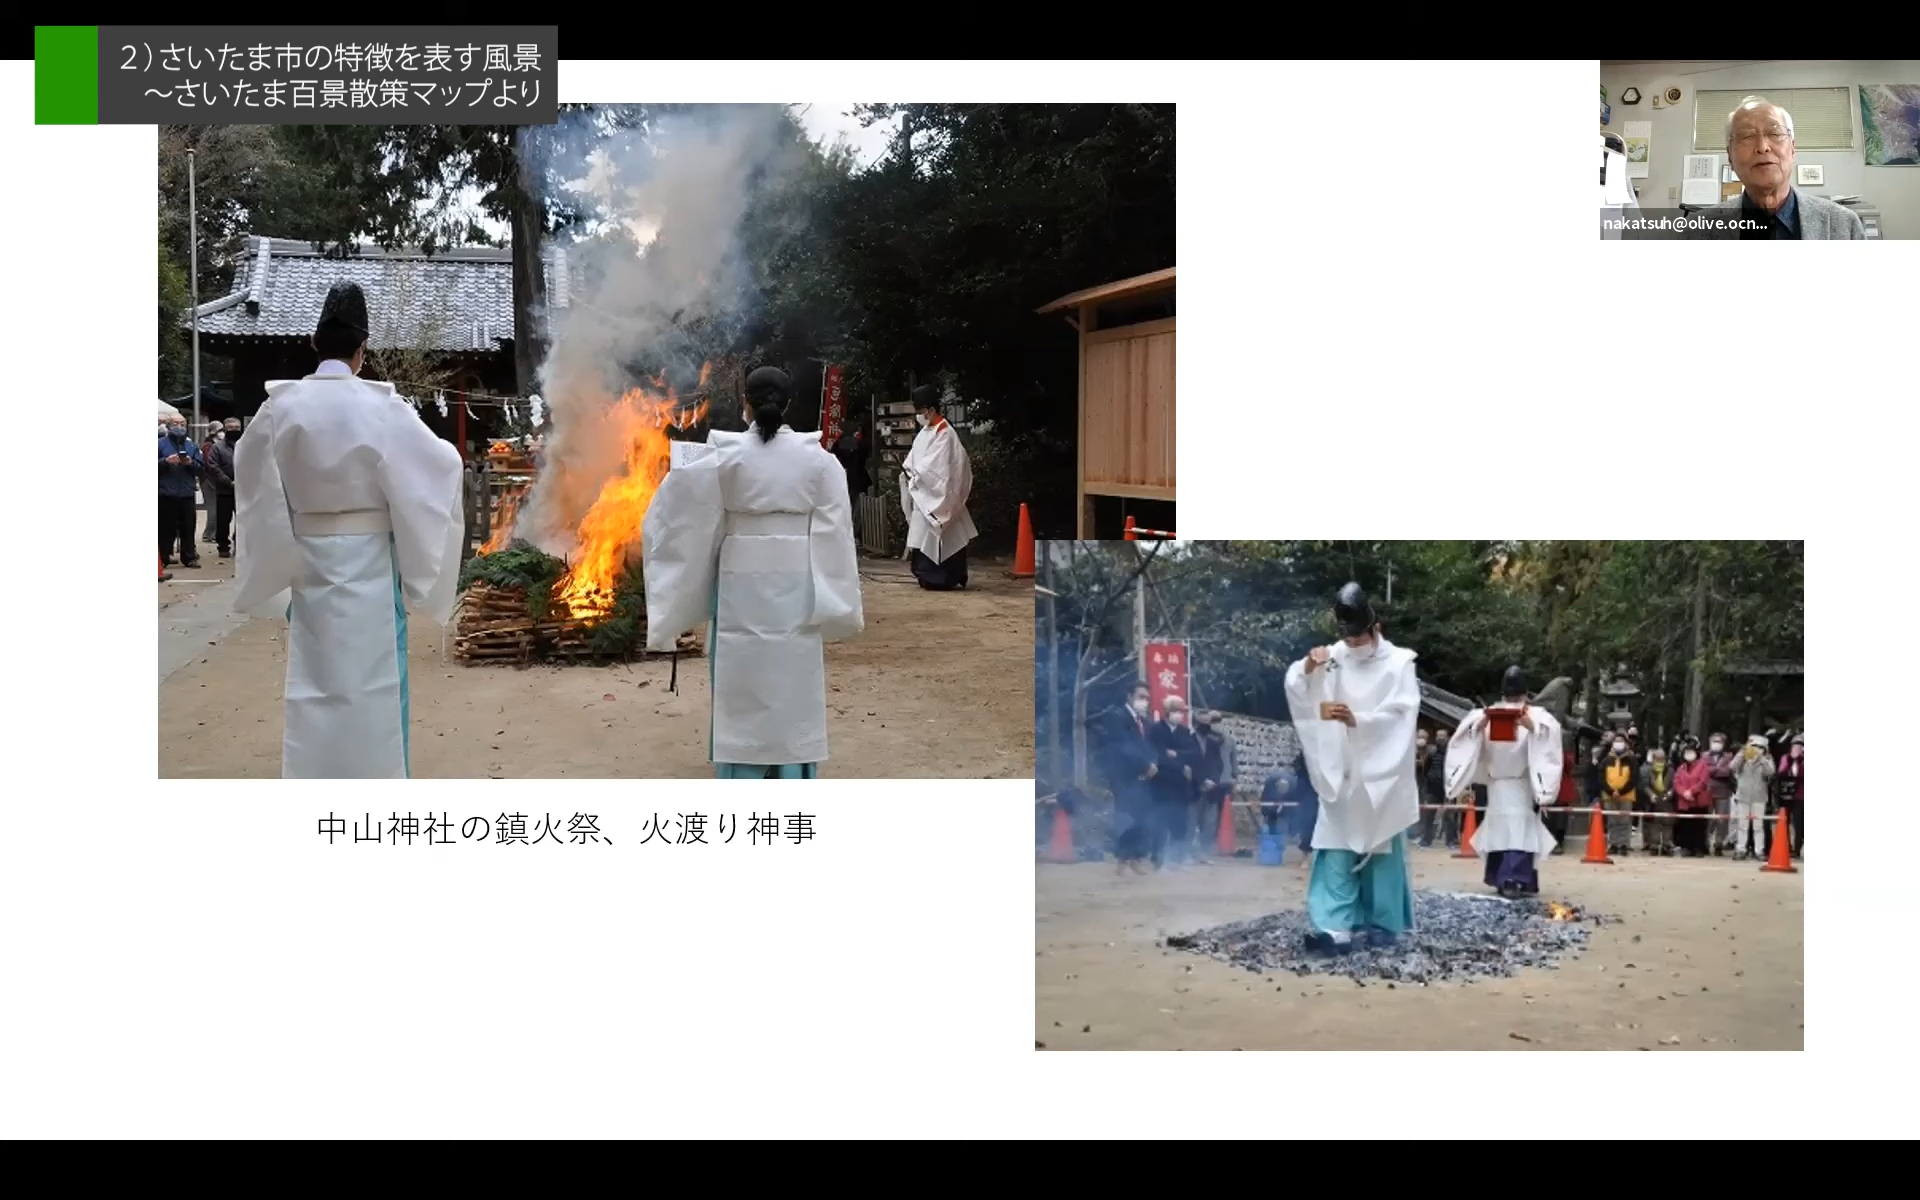 ２）さいたま市の特徴を表す風景
～さいたま百景散策マップより
nakatsuh@olive.ocn...
中山神社の鎮火祭、火渡り神事